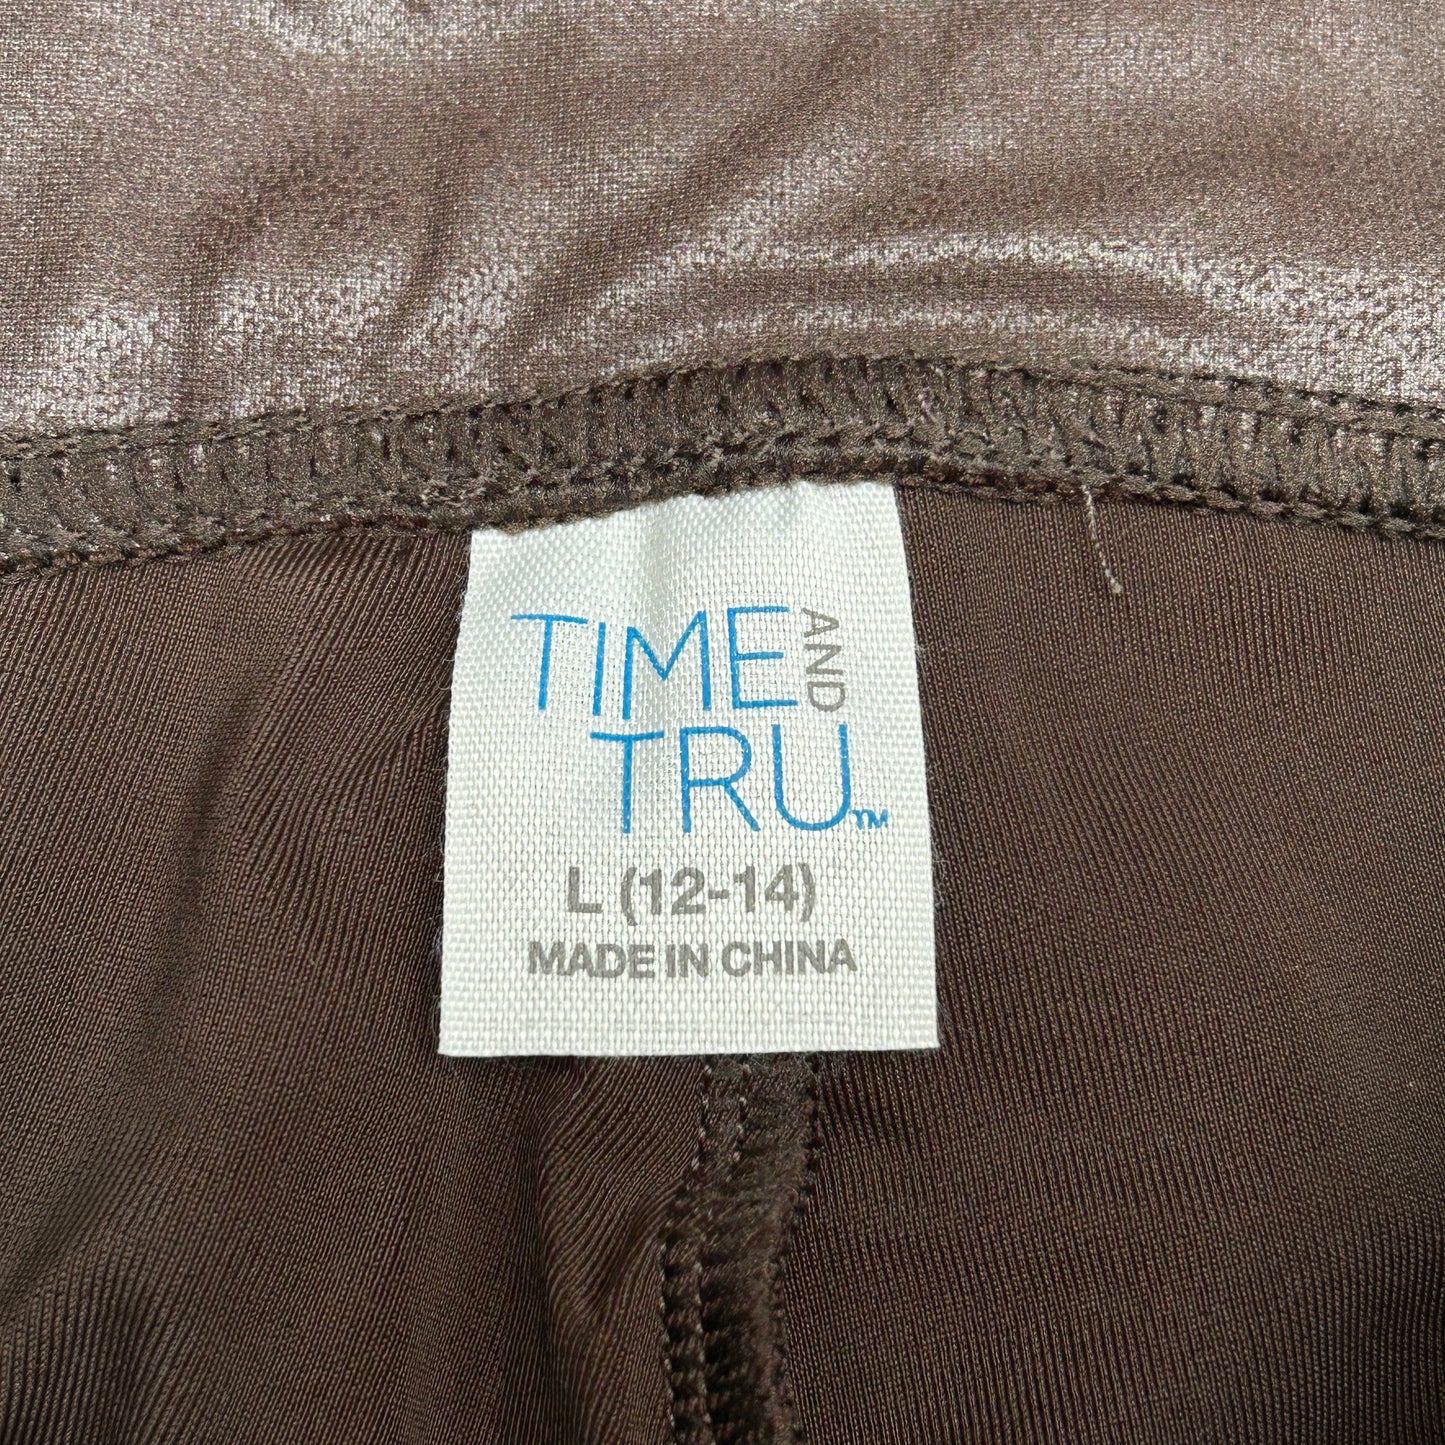 TIME AND
TRU™
L (12-14)
MADE IN CHINA